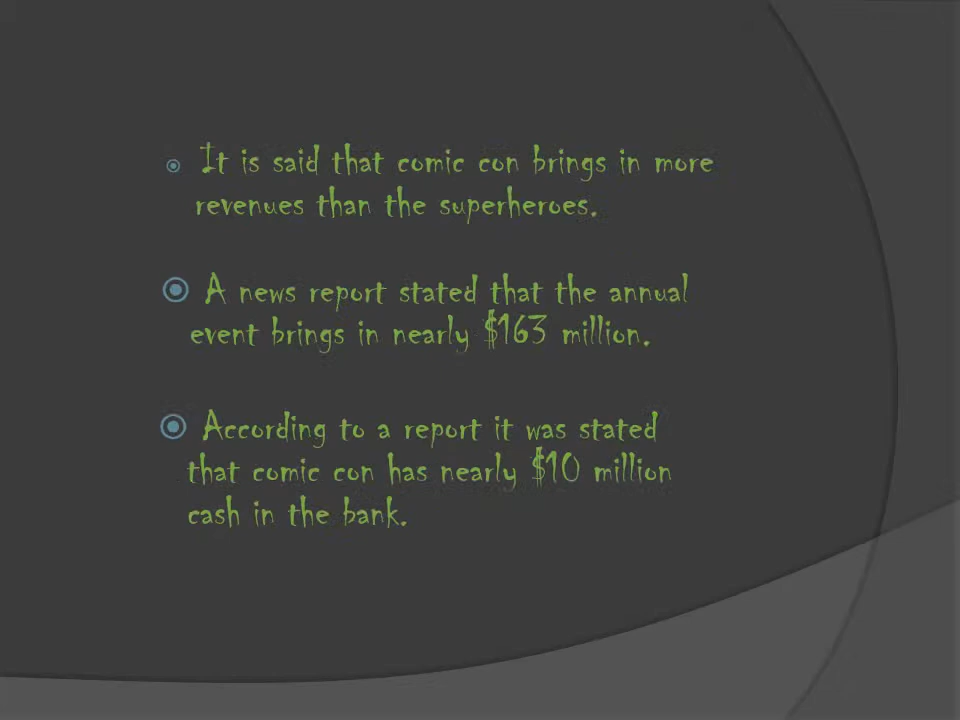 It is said that comic con brings in more
revenues than the superheroes.
A news report stated that the annual
event brings in nearly $163 million.
According to a report it was stated
that comic con has nearly $10 million
cash in the bank.